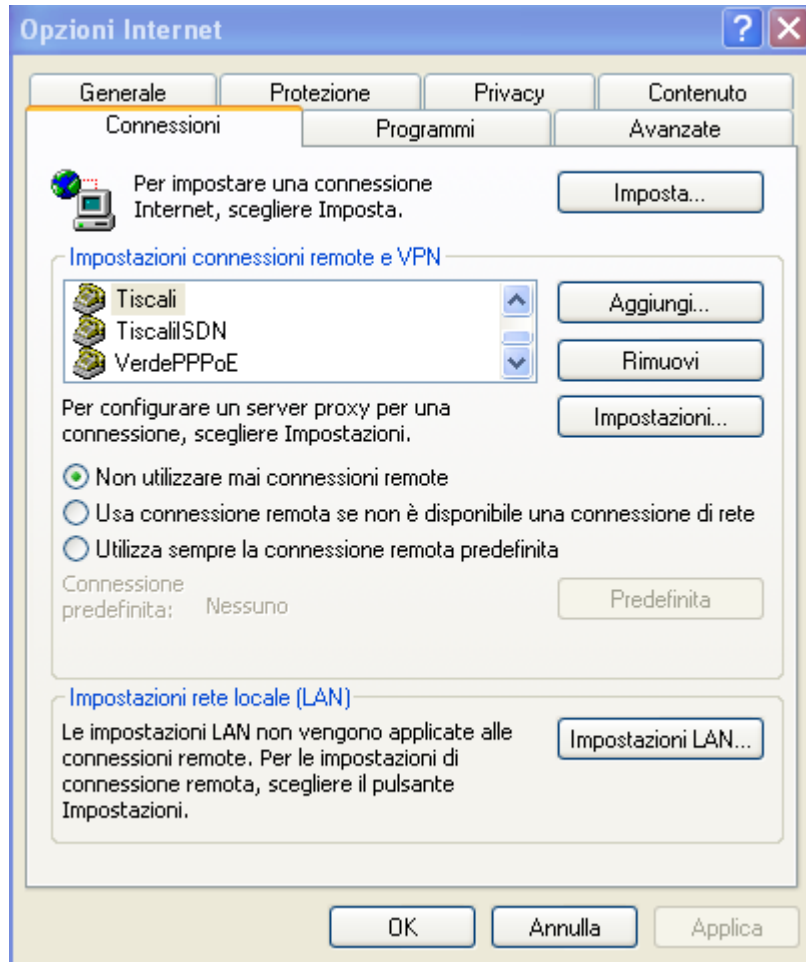 Opzioni Internet
Generale
Protezione
Privacy
Contenuto
Connessioni
Programmi
Avanzate
Per impostare una connessione
Internet, scegliere Imposta.
Imposta...
Impostazioni connessioni remote e VPN
Tiscali
TiscaliISDN
VerdePPPoE
Aggiungi...
Rimuovi
Per configurare un server proxy per una
connessione, scegliere Impostazioni.
Impostazioni...
Non utilizzare mai connessioni remote
Usa connessione remota se non è disponibile una connessione di rete
Utilizza sempre la connessione remota predefinita
Connessione
predefinita:
Nessuno
Predefinita
Impostazioni rete locale (LAN)
Le impostazioni LAN non vengono applicate alle
connessioni remote. Per le impostazioni di
connessione remota, scegliere il pulsante
Impostazioni.
Impostazioni LAN...
OK
Annulla
Applica